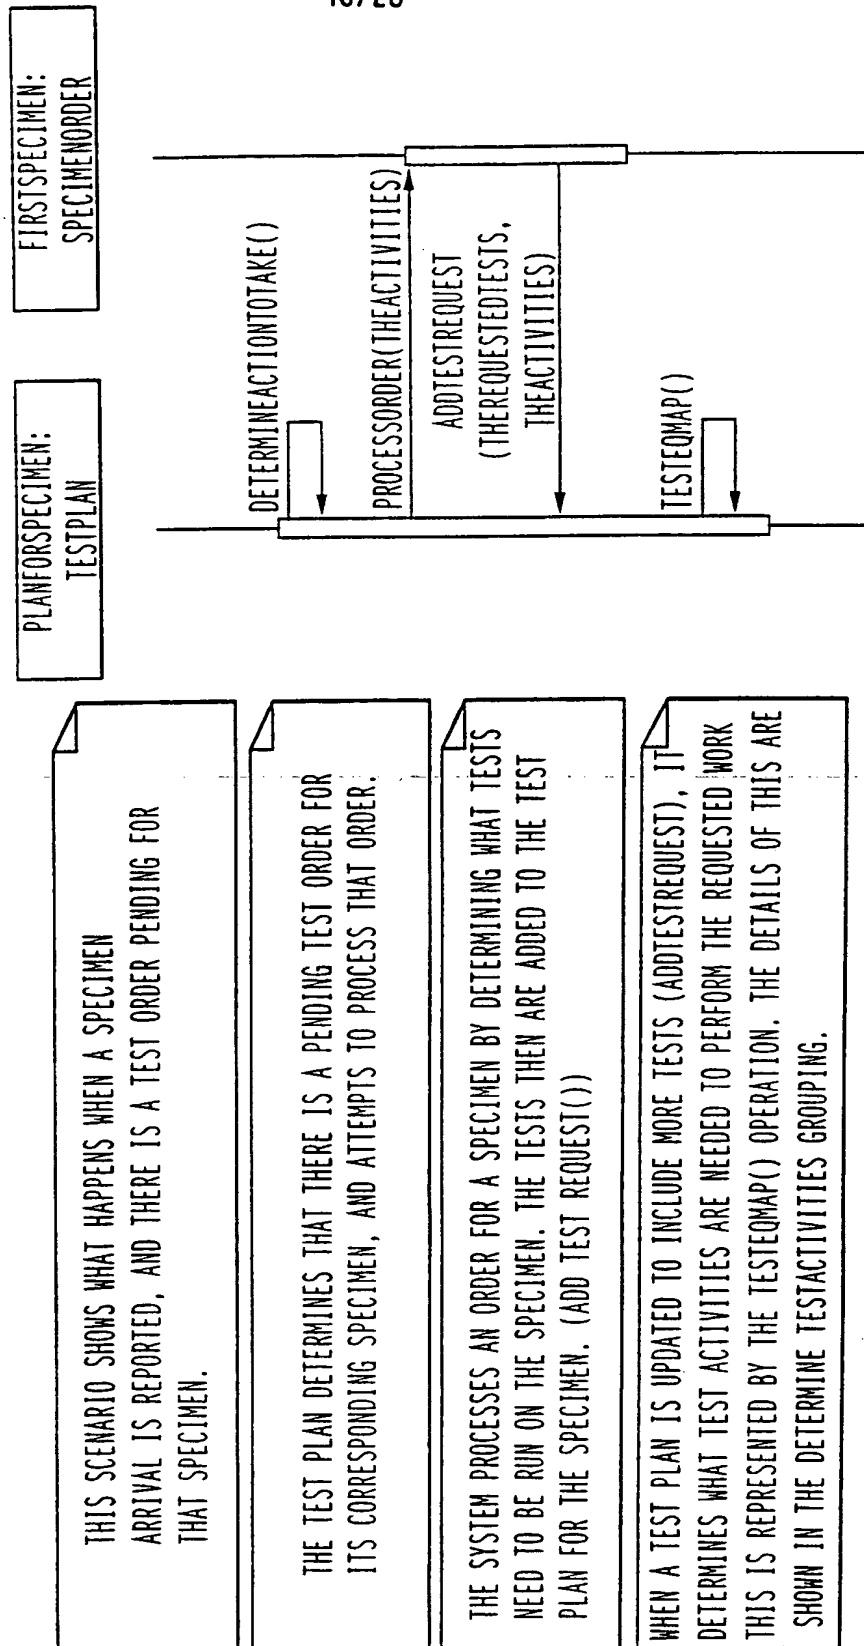 THIS SCENARIO SHOWS WHAT HAPPENS WHEN A SPECIMEN
ARRIVAL IS REPORTED, AND THERE IS A TEST ORDER PENDING FOR
THAT SPECIMEN.
THE TEST PLAN DETERMINES THAT THERE IS A PENDING TEST ORDER FOR
ITS CORRESPONDING SPECIMEN, AND ATTEMPTS TO PROCESS THAT ORDER.
THE SYSTEM PROCESSES AN ORDER FOR A SPECIMEN BY DETERMINING WHAT TESTS
NEED TO BE RUN ON THE SPECIMEN. THE TESTS THEN ARE ADDED TO THE TEST
PLAN FOR THE SPECIMEN. (ADD TEST REQUEST())
WHEN A TEST PLAN IS UPDATED TO INCLUDE MORE TESTS (ADDTESTREQUEST), IT
DETERMINES WHAT TEST ACTIVITIES ARE NEEDED TO PERFORM THE REQUESTED WORK
THIS IS REPRESENTED BY THE TESTEQMAP() OPERATION. THE DETAILS OF THIS ARE
SHOWN IN THE DETERMINE TESTACTIVITIES GROUPING.
PLANFORSPECIMEN:
TESTPLAN
FIRSTSPECIMEN:
SPECIMENORDER
DETERMINEACTIONTOTAKE()
PROCESSORDER(THEACTIVITIES)
ADDTESTREQUEST
(THEREQUESTEDTESTS,
THEACTIVITIES)
TESTEQMAP()